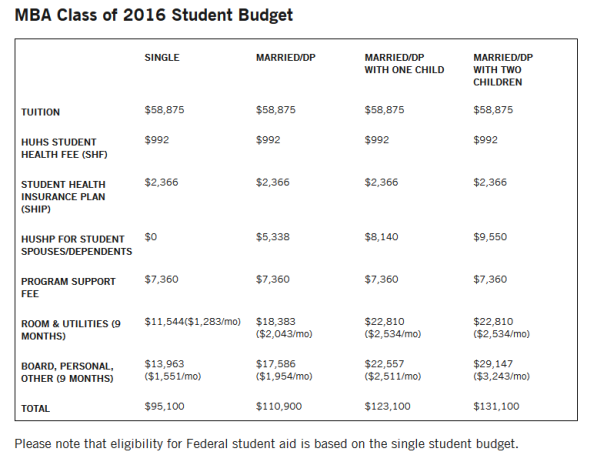 MBA Class of 2016 Student Budget
SINGLE MARRIED/DP MARRIED/DP MARRIED/DP
WITH ONE CHILD WITH TWO
CHILDREN
TUITION $58,875 $58,875 $58,875 $58,875
HUHS STUDENT $992 $992 $992 $992
HEALTH FEE (SHF)
STUDENT HEALTH $2,366 $2,366 $2,366 $2,366
INSURANCE PLAN
(SHIP)
HUSHP FOR STUDENT $0 $5,338 $8,140 $9,550
SPOUSES/DEPENDENTS
PROGRAM SUPPORT $7,360 $7,360 $7,360 $7,360
FEE
ROOM & UTILITIES (9 $11,544($1,283/mo) $18,383 $22,810 $22,810
MONTHS) ($2,043/mo) ($2,534/mo) ($2,534/mo)
BOARD, PERSONAL, $13,963 $17,586 $22,557 $29,147
OTHER (9 MONTHS) ($1,551/mo) ($1,954/mo) ($2,511/mo) ($3,243/mo)
TOTAL $95,100 $110,900 $123,100 $131,100
Please note that eligibility for Federal student aid is based on the single student budget.